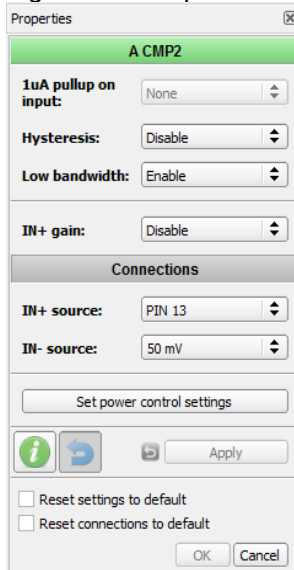 Properties
A CMP2
1uA pullup on
input:
None
Hysteresis:
Disable
Low bandwidth:
Enable
IN+ gain:
Disable
Connections
IN+ source:
PIN 13
IN- source:
50 mV
Set power control settings
Apply
Reset settings to default
Reset connections to default
OK
Cancel